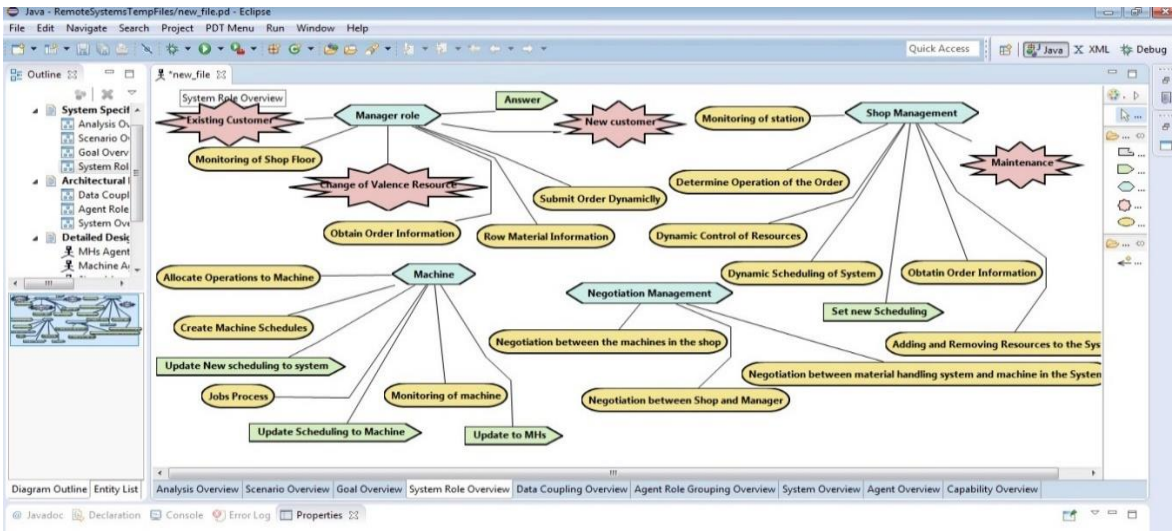 Java - RemoteSystemsTempFiles/new_file.pd - Eclipse
File Edit Navigate Search Project PDT Menu Run Window Help
Quick Access
Java
XML
Debug
Outline
System Specif
Analysis Ov
Scenario O
Goal Overv
System Rol
Architectural
Data Coupl
Agent Role
System Ove
Detailed Desig
MHs Agent
Machine A
*new_file
System Role Overview
Existing Customer
Manager role
Answer
New customer
Monitoring of Shop Floor
Change of Valence Resource
Submit Order Dynamiclly
Obtain Order Information
Row Material Information
Monitoring of station
Shop Management
Maintenance
Determine Operation of the Order
Dynamic Control of Resources
Dynamic Scheduling of System
Obtatin Order Information
Set new Scheduling
Adding and Removing Resources to the Sys
Allocate Operations to Machine
Machine
Create Machine Schedules
Update New scheduling to system
Jobs Process
Monitoring of machine
Update Scheduling to Machine
Update to MHs
Negotiation Management
Negotiation between the machines in the shop
Negotiation between material handling system and machine in the System
Negotiation between Shop and Manager
Diagram Outline Entity List
Analysis Overview Scenario Overview Goal Overview System Role Overview Data Coupling Overview Agent Role Grouping Overview System Overview Agent Overview Capability Overview
@ Javadoc Declaration Console Error Log Properties